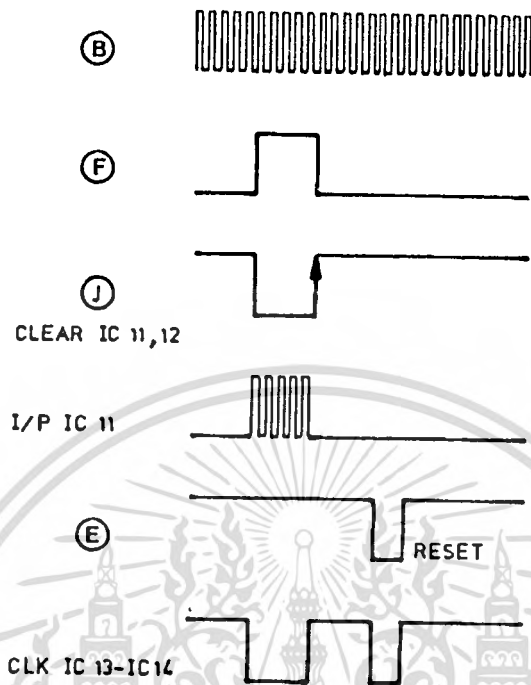 B
F
J
CLEAR IC 11,12
I/P IC 11
E
RESET
CLK IC 13-IC14